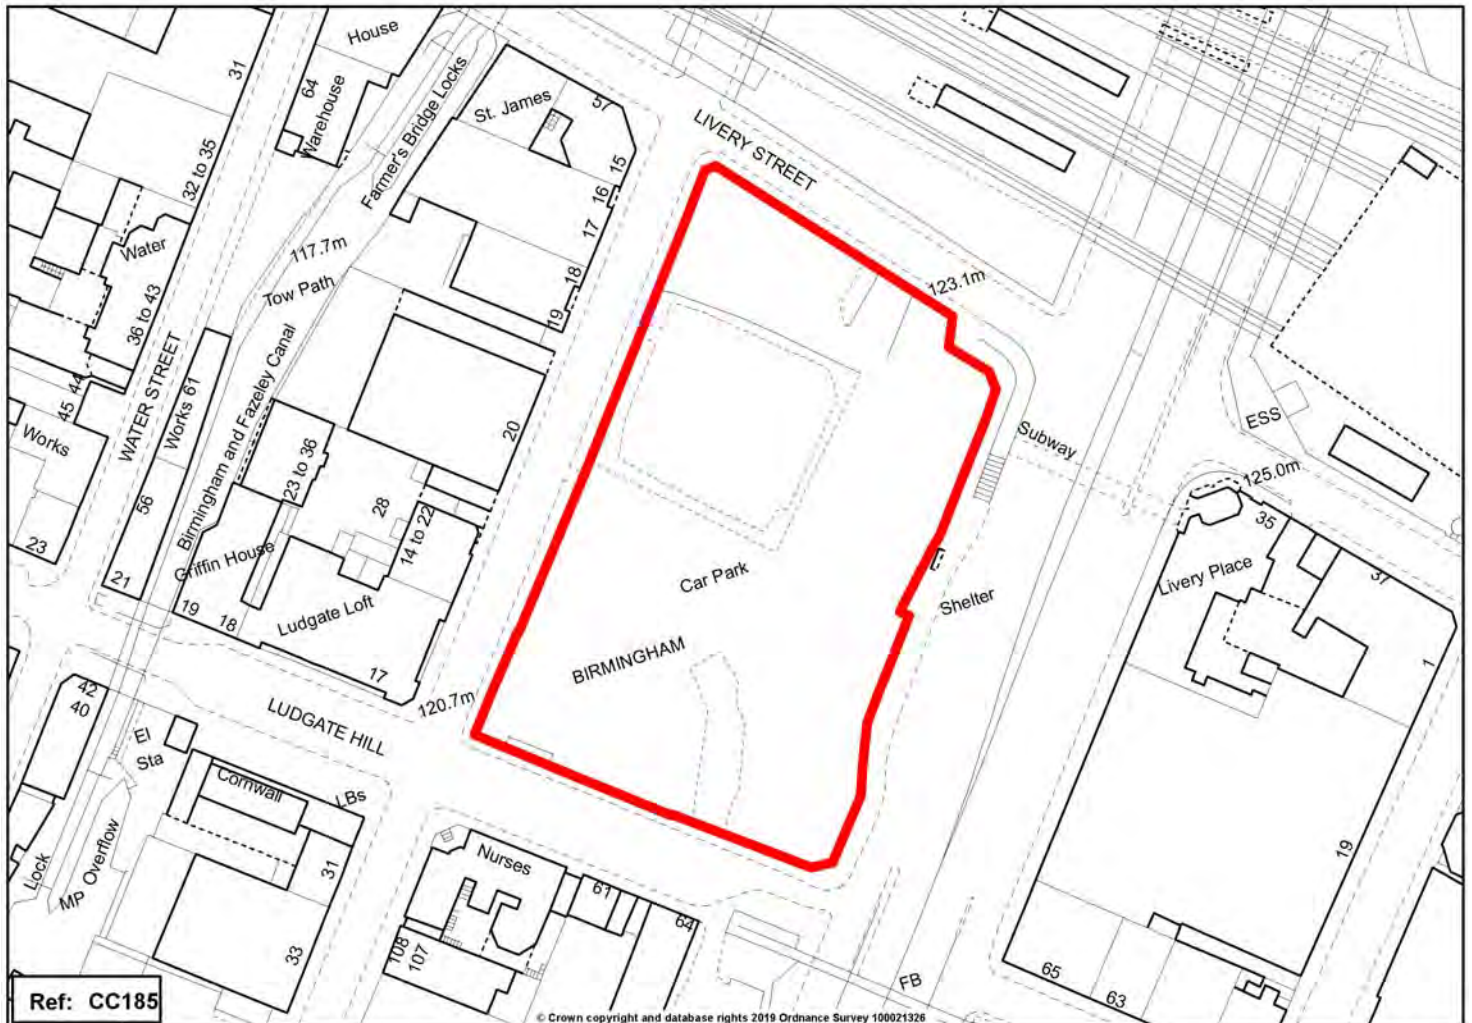 House
31
64
Warehouse
Farmer's Bridge Locks
St. James
57
LIVERY STREET
32 to 35
15
16
17
Water
117.7m
Tow Path
18
19
123.1m
36 to 43
WATER STREET
44
45
Works 61
Birmingham and Fazeley Canal
Works
20
23 to 36
28
14 to 22
Subway
ESS
125.0m
35
37
56
23
21
Griffin House
19
18
Ludgate Loft
17
Car Park
Shelter
Livery Place
BIRMINGHAM
1
42
40
120.7m
LUDGATE HILL
El
Sta
Cornwall
LBs
31
Lock
MP Overflow
33
Nurses
61
64
108
107
19
FB
65
63
Ref: CC185
© Crown copyright and database rights 2019 Ordnance Survey 100021326